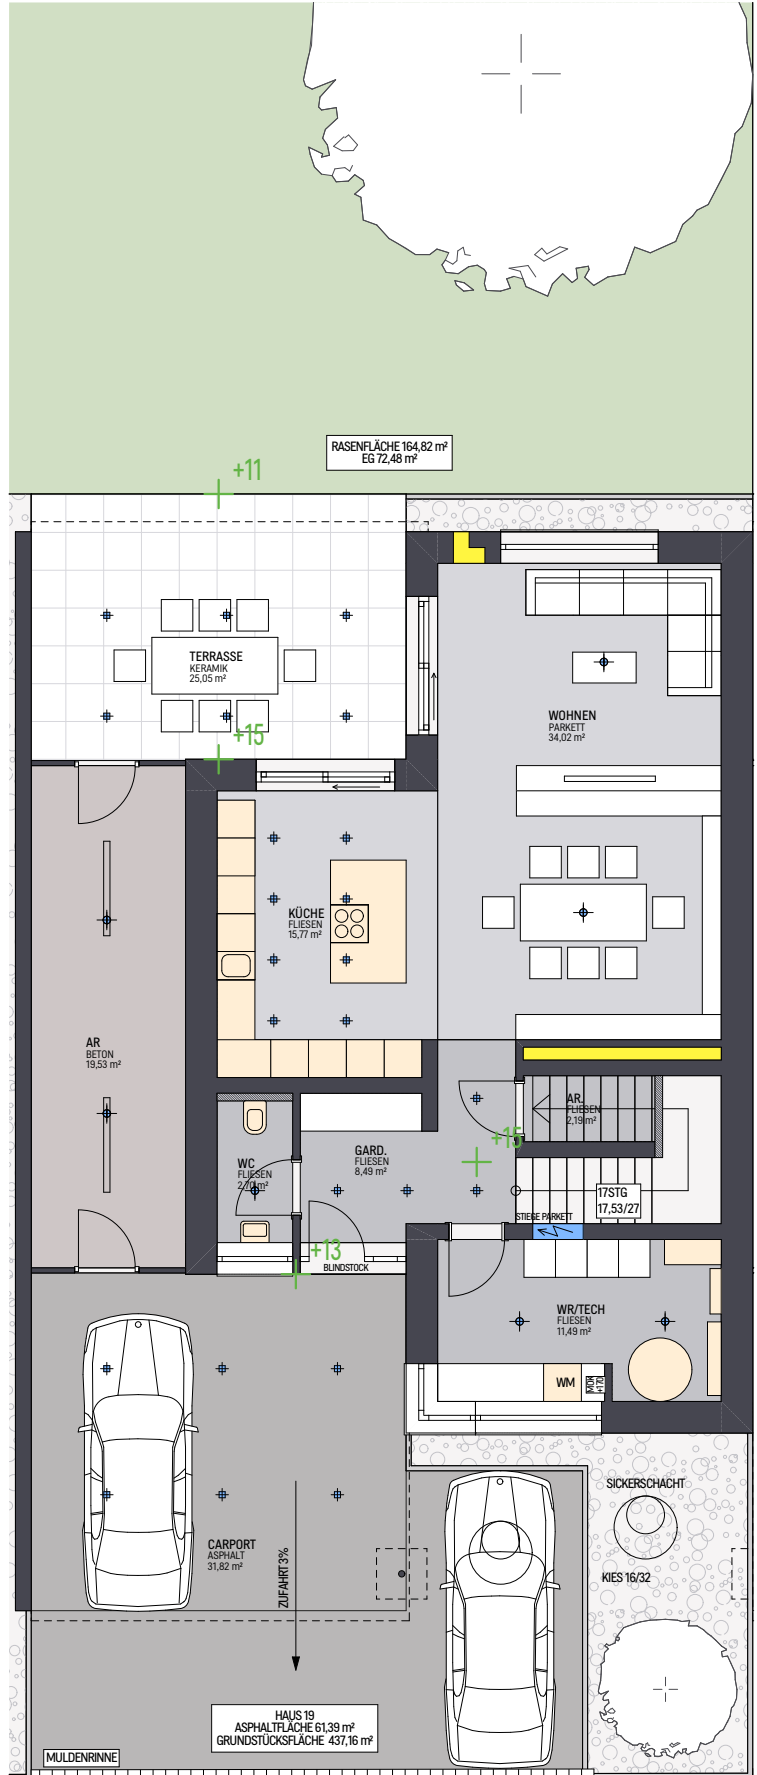 RASENFLÄCHE 164,82 m²
EG 72,48 m²
+11
TERRASSE
KERAMIK
25,05 m²
+15
WOHNEN
PARKETT
34,02 m²
KÜCHE
FLIESEN
15,77 m²
AR
BETON
19,53 m²
AR.
FLIESEN
2,19 m²
+15
GARD.
FLIESEN
8,49 m²
WC
FLIESEN
2,70 m²
17STG
17,53/27
STIEGE PARKETT
+13
BLINDSTOCK
WR/TECH
FLIESEN
11,49 m²
WM
+170
SICKERSCHACHT
KIES 16/32
CARPORT
ASPHALT
31,82 m²
ZUFAHRT 3%
HAUS 19
ASPHALTFLÄCHE 61,39 m²
GRUNDSTÜCKSFLÄCHE 437,16 m²
MULDENRINNE